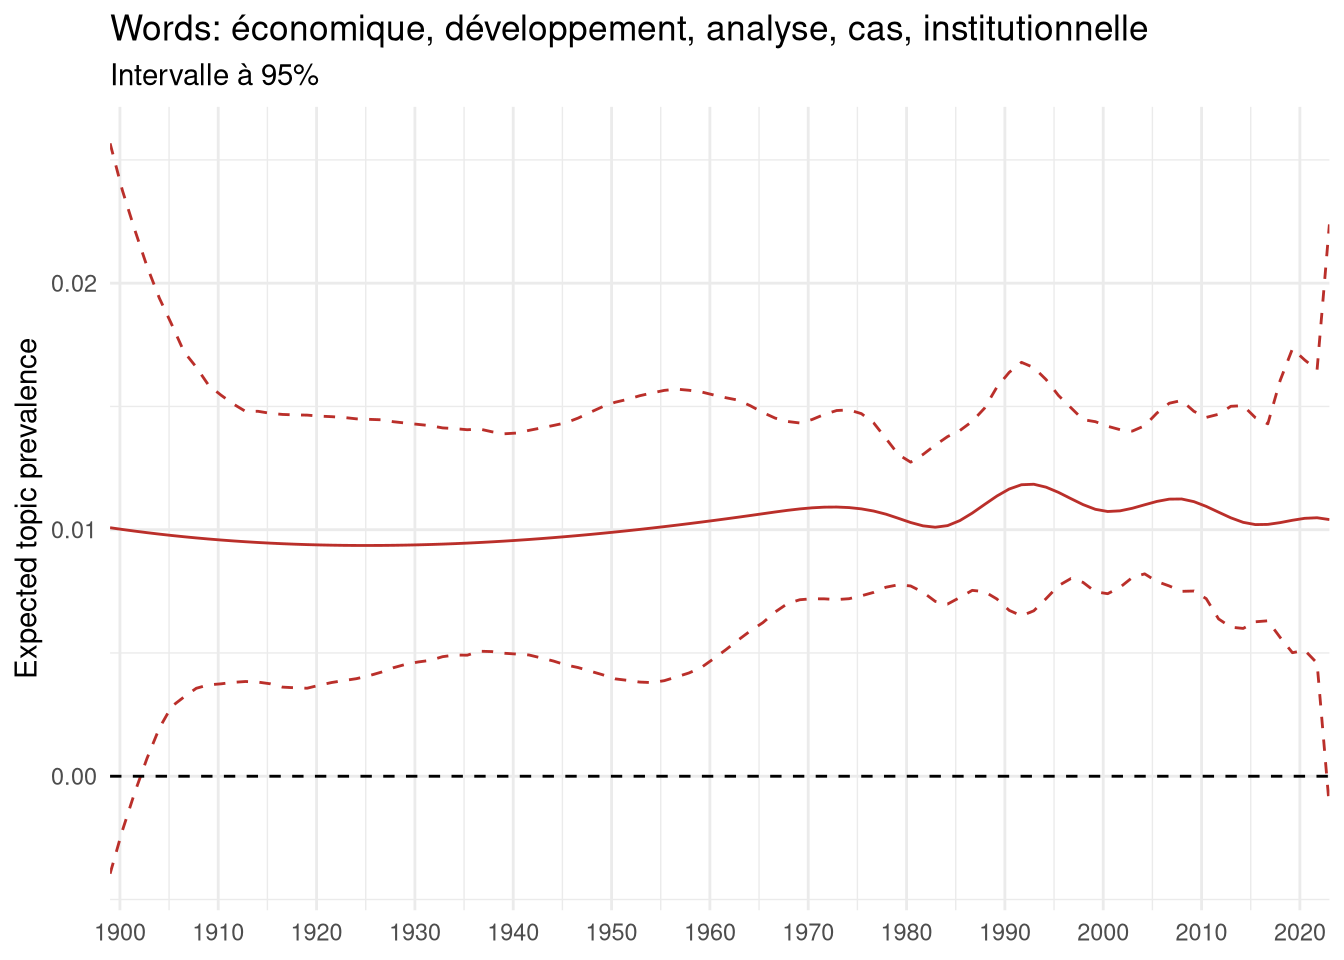 Words: économique, développement, analyse, cas, institutionnelle
Intervalle à 95%
Expected topic prevalence
0.02
0.01
0.00
1900 1910 1920 1930 1940 1950 1960 1970 1980 1990 2000 2010 2020